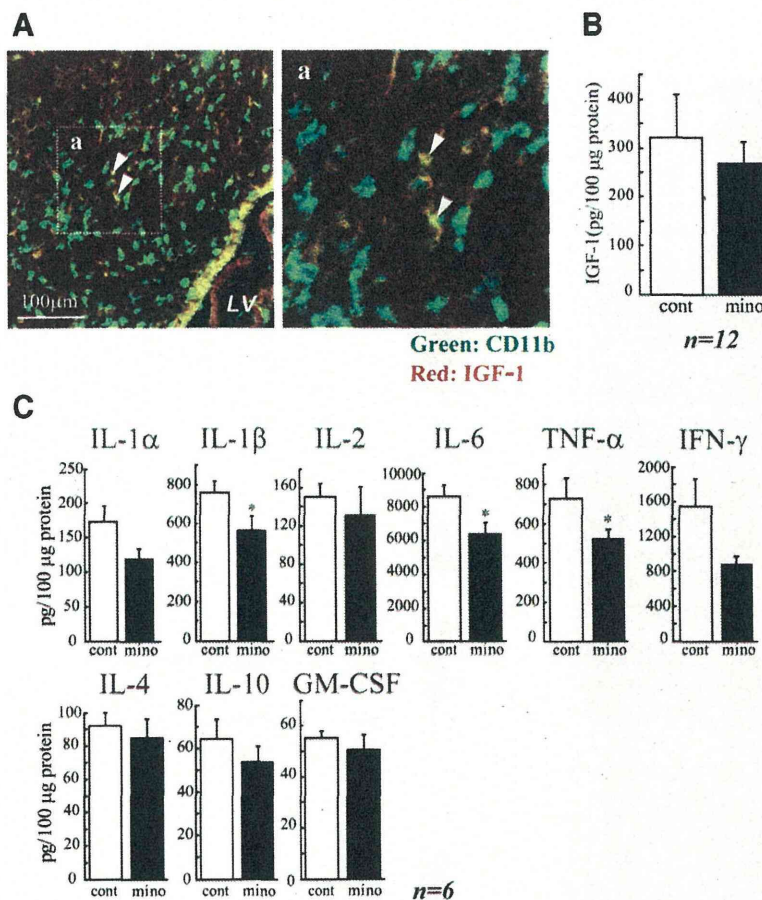 A
a
100μm
LV
a
Green: CD11b
Red: IGF-1
B
IGF-1(pg/100 μg protein)
400
300
200
100
0
cont mino
n=12
C
IL-1α
pg/100 μg protein
250
200
150
100
50
0
cont mino
IL-1β
800
600
400
200
0
*
cont mino
IL-2
160
120
80
40
0
cont mino
IL-6
10000
8000
6000
4000
2000
0
*
cont mino
TNF-α
1000
800
600
400
200
0
*
cont mino
IFN-γ
2000
1600
1200
800
400
0
cont mino
IL-4
pg/100 μg protein
100
80
60
40
20
0
cont mino
IL-10
80
60
40
20
0
cont mino
GM-CSF
60
40
20
0
cont mino
n=6